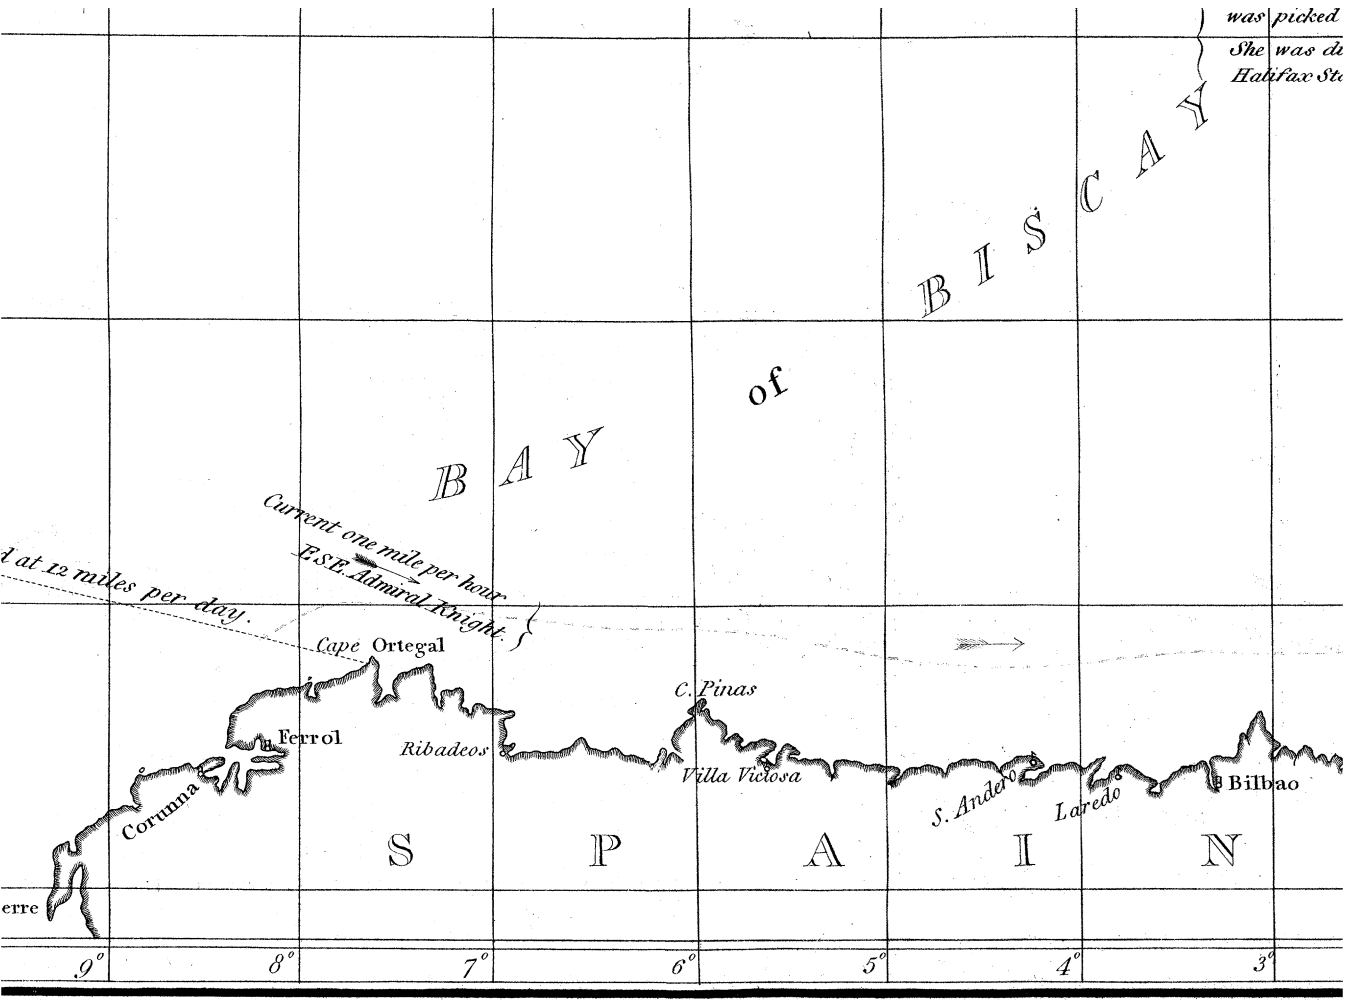 was picked
She was
Halifax
BISCAY
of
BAY
Current one mile per hour
ESE. Admiral Knight.
at 12 miles per day.
Cape Ortegal
C. Pinas
Ferrol
Ribadeos
Villa Viciosa
S. Andero
Laredo
Bilbao
Corunna
SPAIN
erre
9° 8° 7° 6° 5° 4° 3°